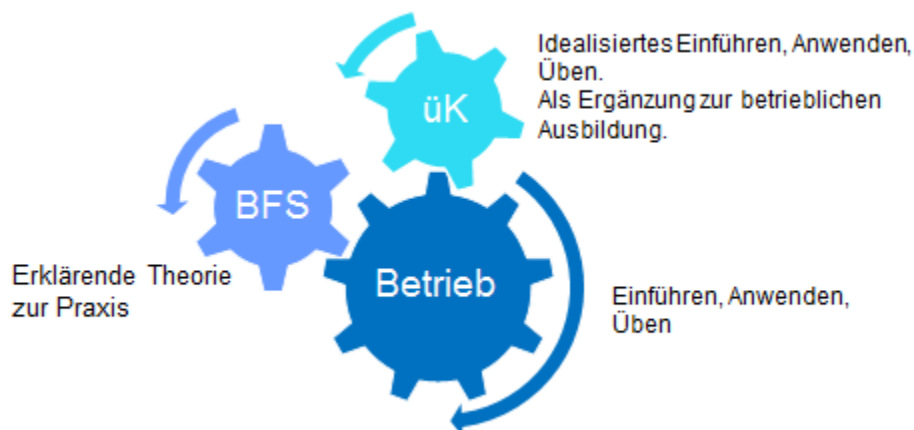 Idealisiertes Einführen, Anwenden,
Üben.
Als Ergänzung zur betrieblichen
Ausbildung.
üK
BFS
Erklärende Theorie
zur Praxis
Betrieb
Einführen, Anwenden,
Üben